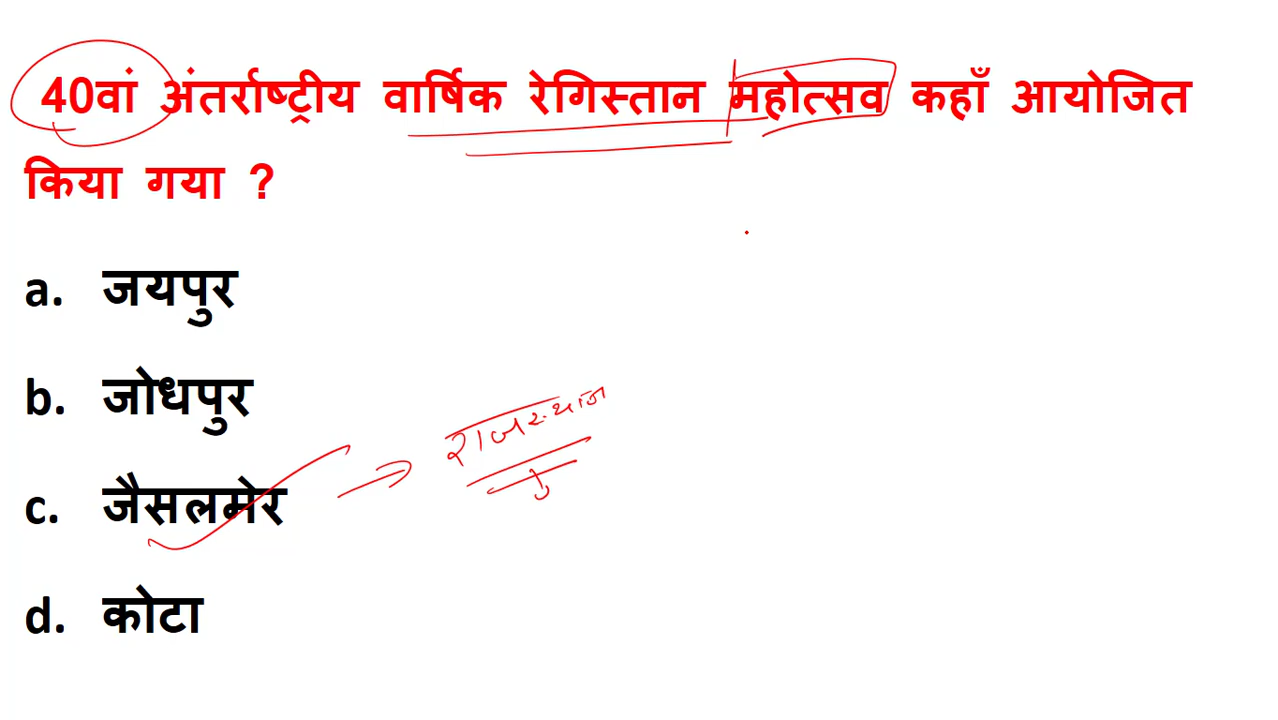 40वां अंतर्राष्ट्रीय वार्षिक रेगिस्तान महोत्सव कहाँ आयोजित
किया गया ?
a. जयपुर
b. जोधपुर
राजस्थान
c. जैसलमेर
d. कोटा